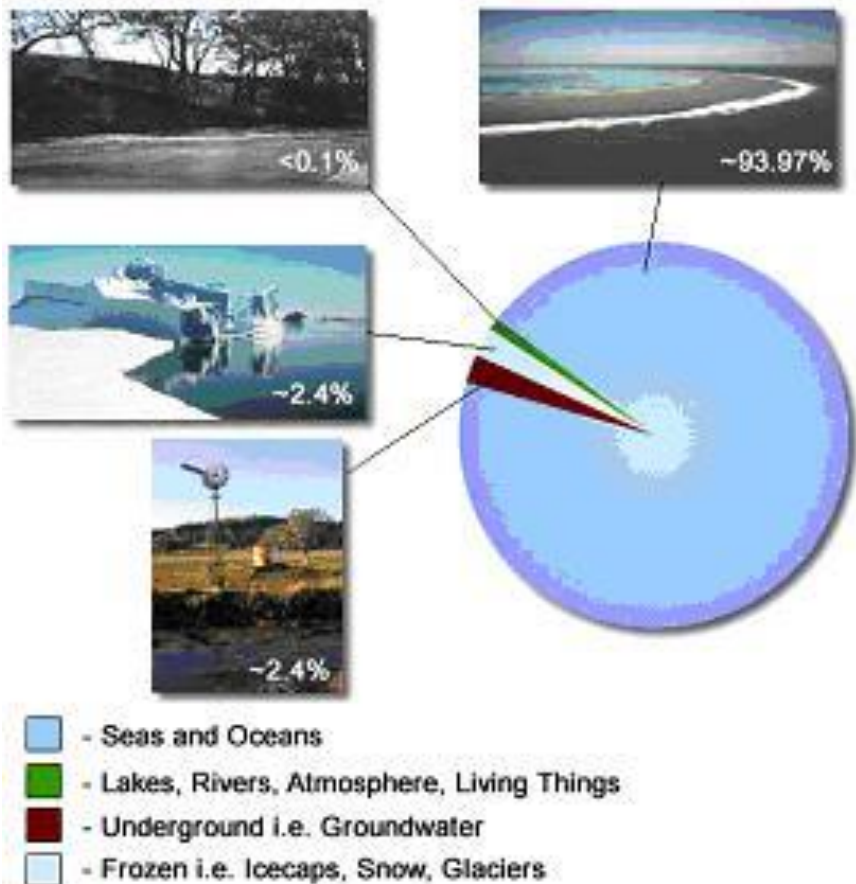 <0.1%
~93.97%
~2.4%
~2.4%
- Seas and Oceans
- Lakes, Rivers, Atmosphere, Living Things
- Underground i.e. Groundwater
- Frozen i.e. Icecaps, Snow, Glaciers